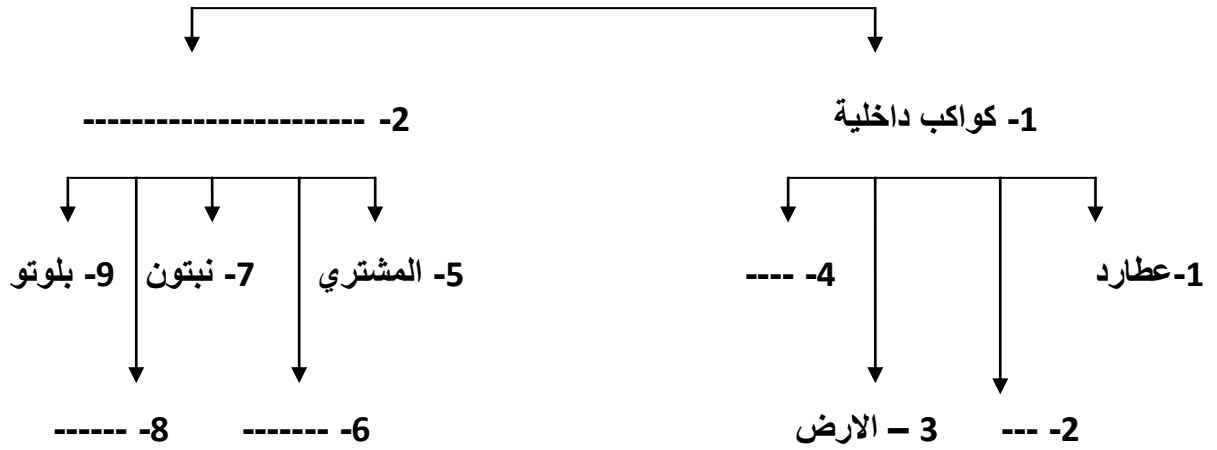 1- كواكب داخلية
2- -----------------------
1-عطارد
4- ----
5- المشتري
7- نبتون
9- بلوتو
2- ---
3 – الارض
6- -------
8- ------